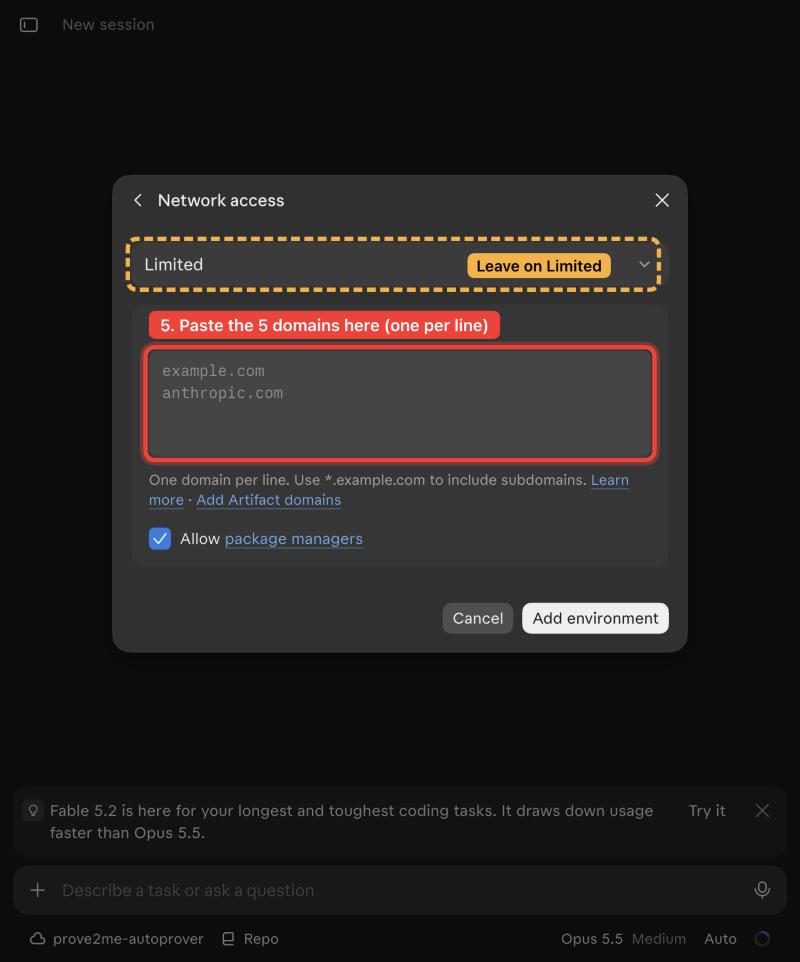 New session
Network access
Limited
Leave on Limited
5. Paste the 5 domains here (one per line)
example.com
anthropic.com
One domain per line. Use *.example.com to include subdomains. Learn
more · Add Artifact domains
Allow package managers
Cancel
Add environment
Fable 5.2 is here for your longest and toughest coding tasks. It draws down usage
faster than Opus 5.5.
Try it
Describe a task or ask a question
prove2me-autoprover
Repo
Opus 5.5 Medium
Auto